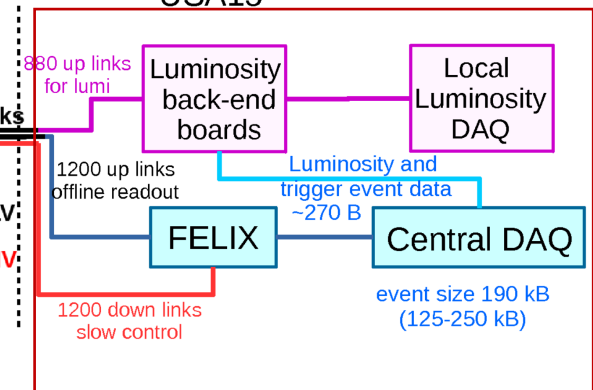 880 up links
for lumi
Luminosity
back-end
boards
Local
Luminosity
DAQ
ks
1200 up links
offline readout
Luminosity and
trigger event data
~270 B
FELIX
Central DAQ
1200 down links
slow control
event size 190 kB
(125-250 kB)